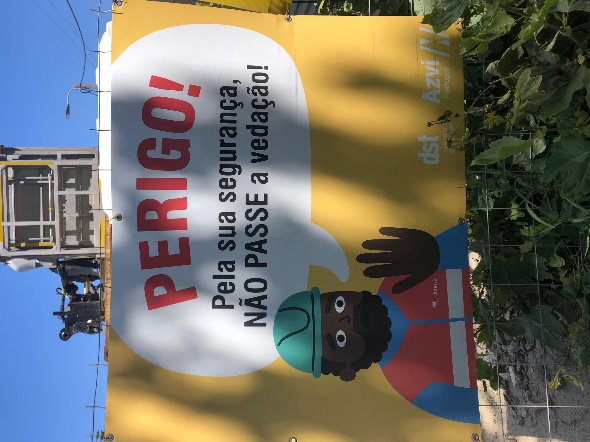 PERIGO!
Pela sua segurança,
NÃO PASSE a vedação!
dst Azvi